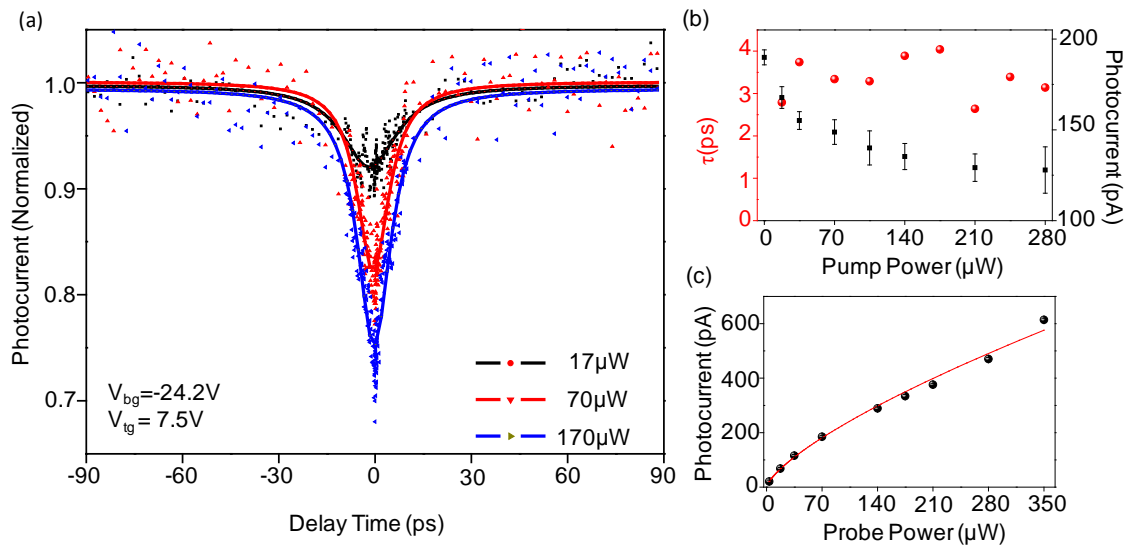 (a)
Photocurrent (Normalized)
1.0
0.9
0.8
0.7
V_bg=-24.2V
V_tg= 7.5V
17µW
70µW
170µW
-90 -60 -30 0 30 60 90
Delay Time (ps)
(b)
τ(ps)
4
3
2
1
0
200
150
100
Photocurrent (pA)
0 70 140 210 280
Pump Power (µW)
(c)
Photocurrent (pA)
600
400
200
0
0 70 140 210 280 350
Probe Power (µW)